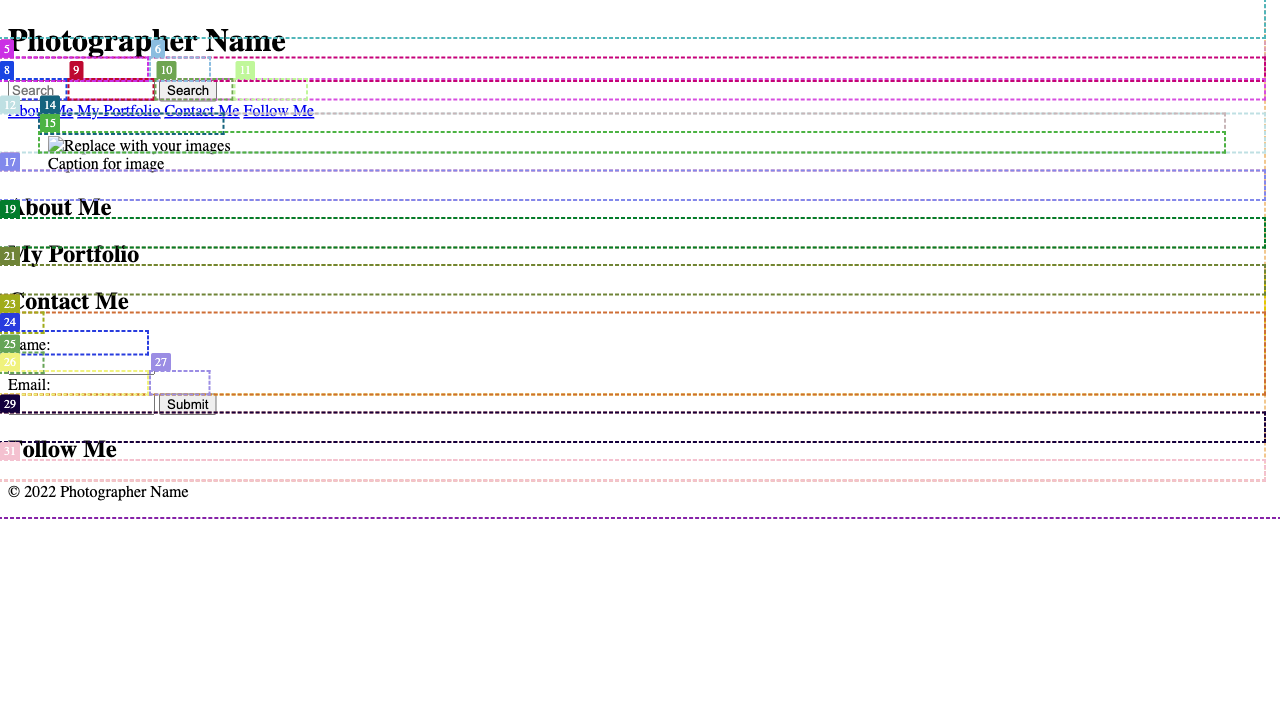 Photographer Name
5
6
8
9
10
11
Search Search
About Me My Portfolio Contact Me Follow Me
12
14
15
Replace with your images
Caption for image
17
About Me
19
My Portfolio
21
Contact Me
23
24
Name:
25
26
27
Email:
Submit
29
Follow Me
31
© 2022 Photographer Name